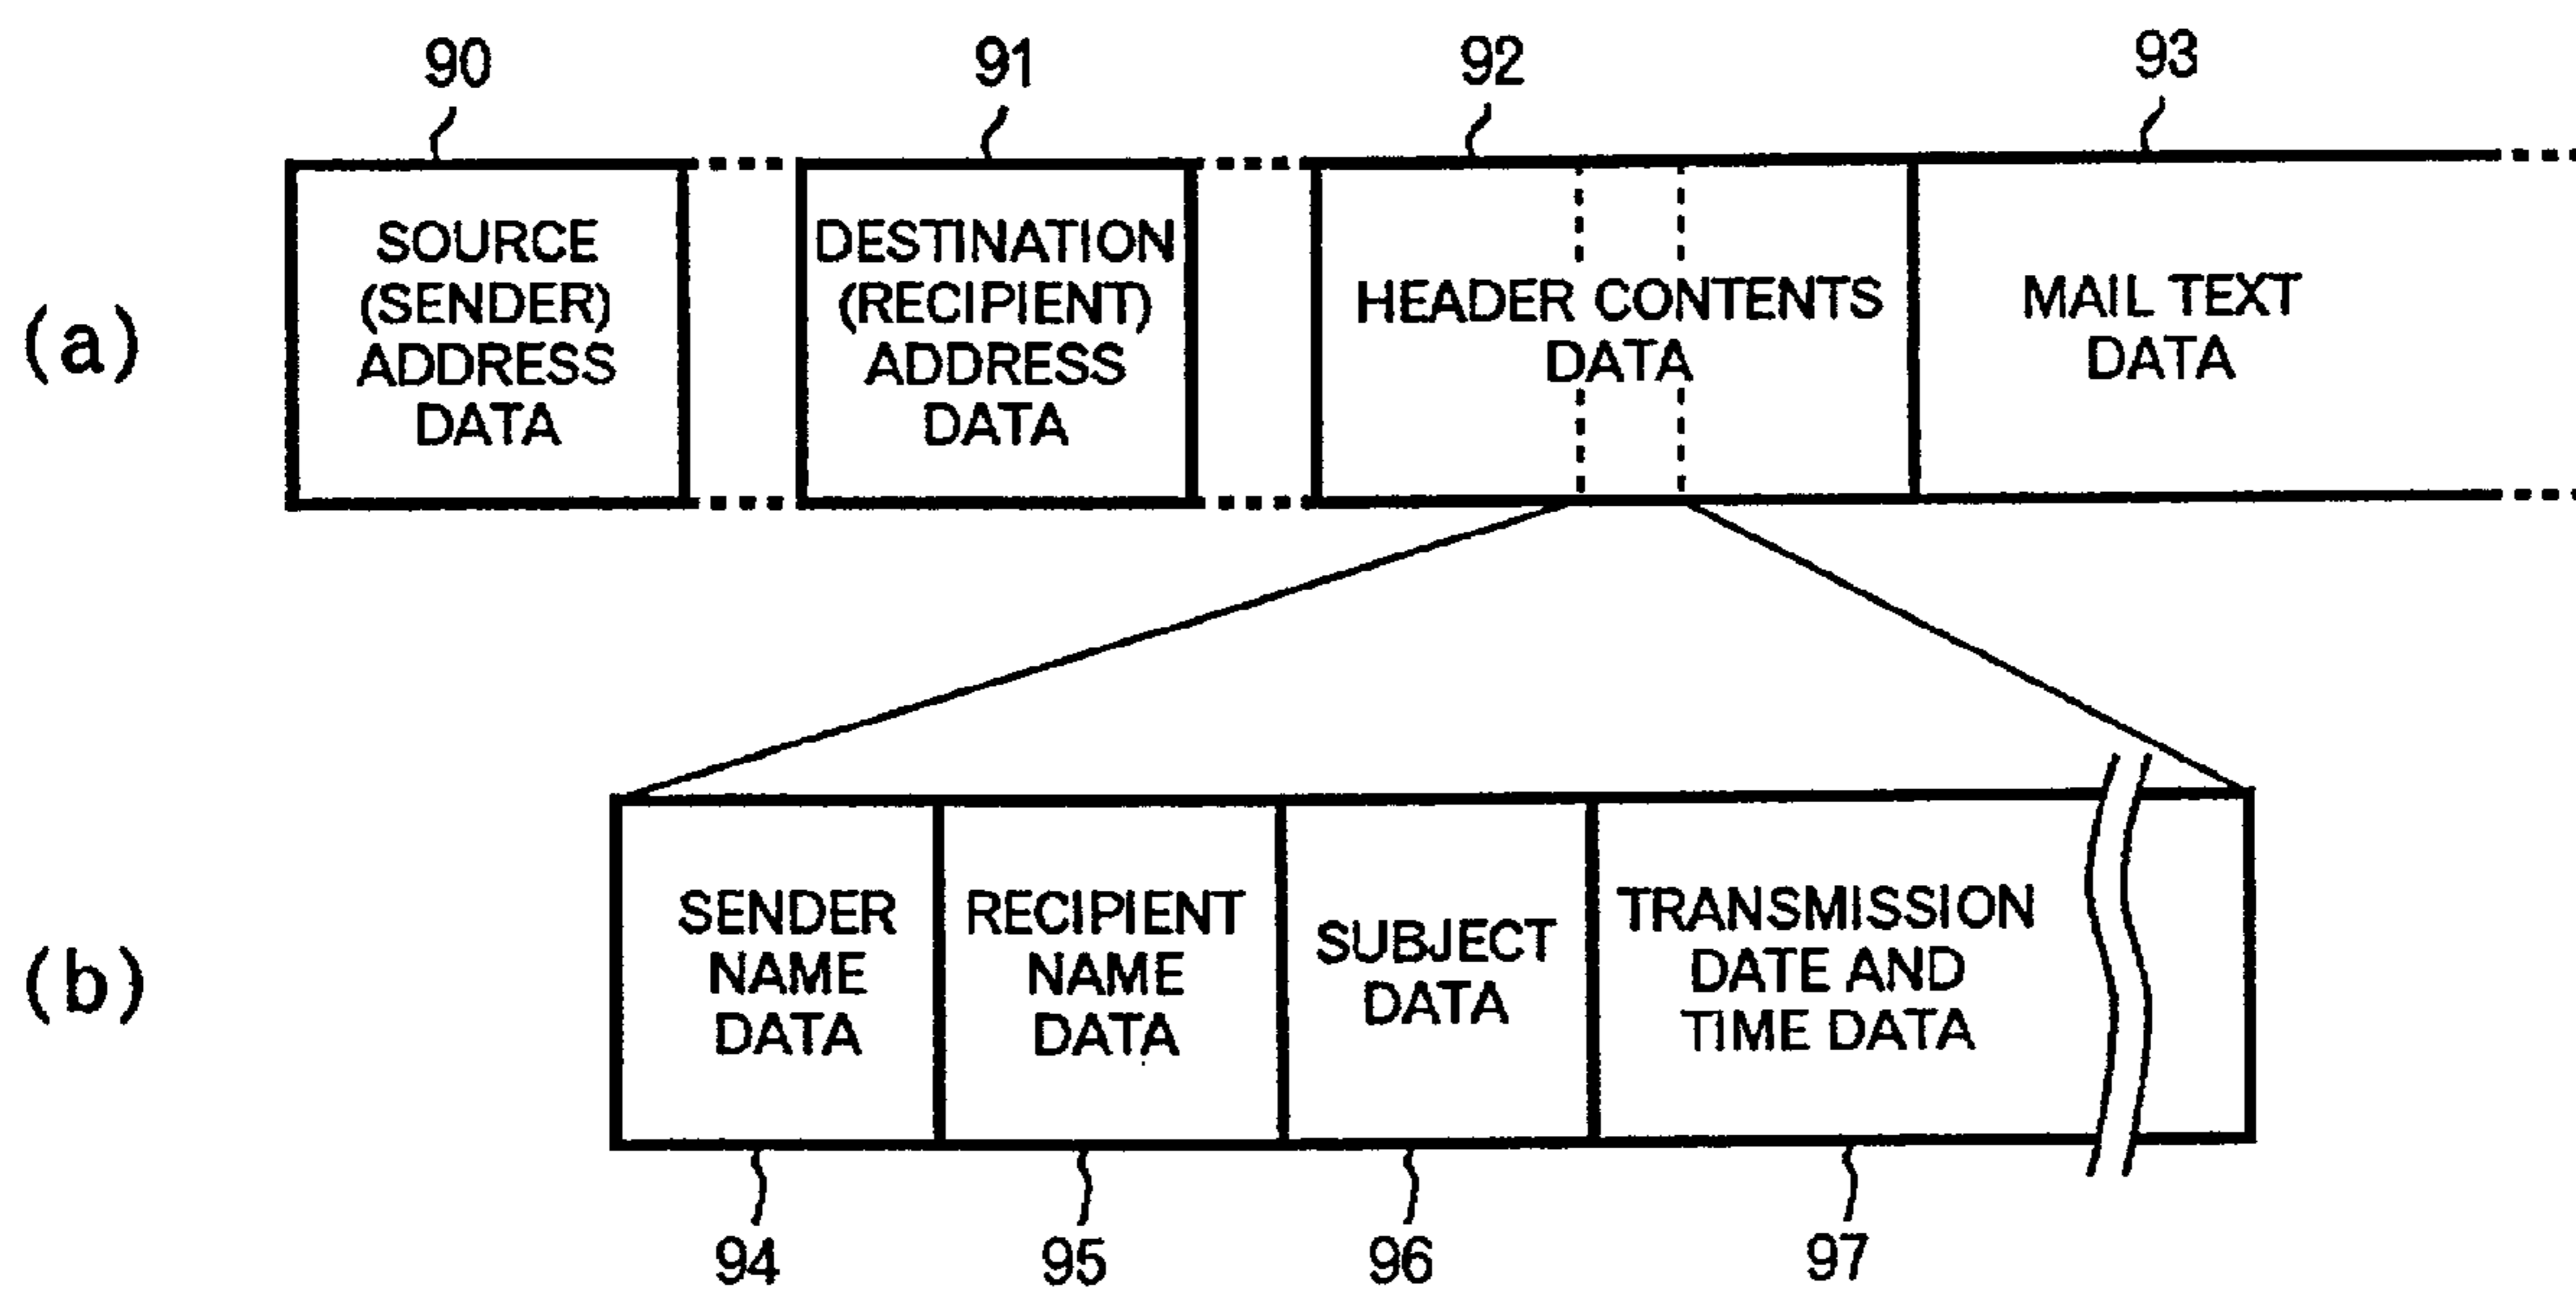 90
91
92
93
(a)
SOURCE
(SENDER)
ADDRESS
DATA
DESTINATION
(RECIPIENT)
ADDRESS
DATA
HEADER CONTENTS
DATA
MAIL TEXT
DATA
(b)
SENDER
NAME
DATA
RECIPIENT
NAME
DATA
SUBJECT
DATA
TRANSMISSION
DATE AND
TIME DATA
94
95
96
97